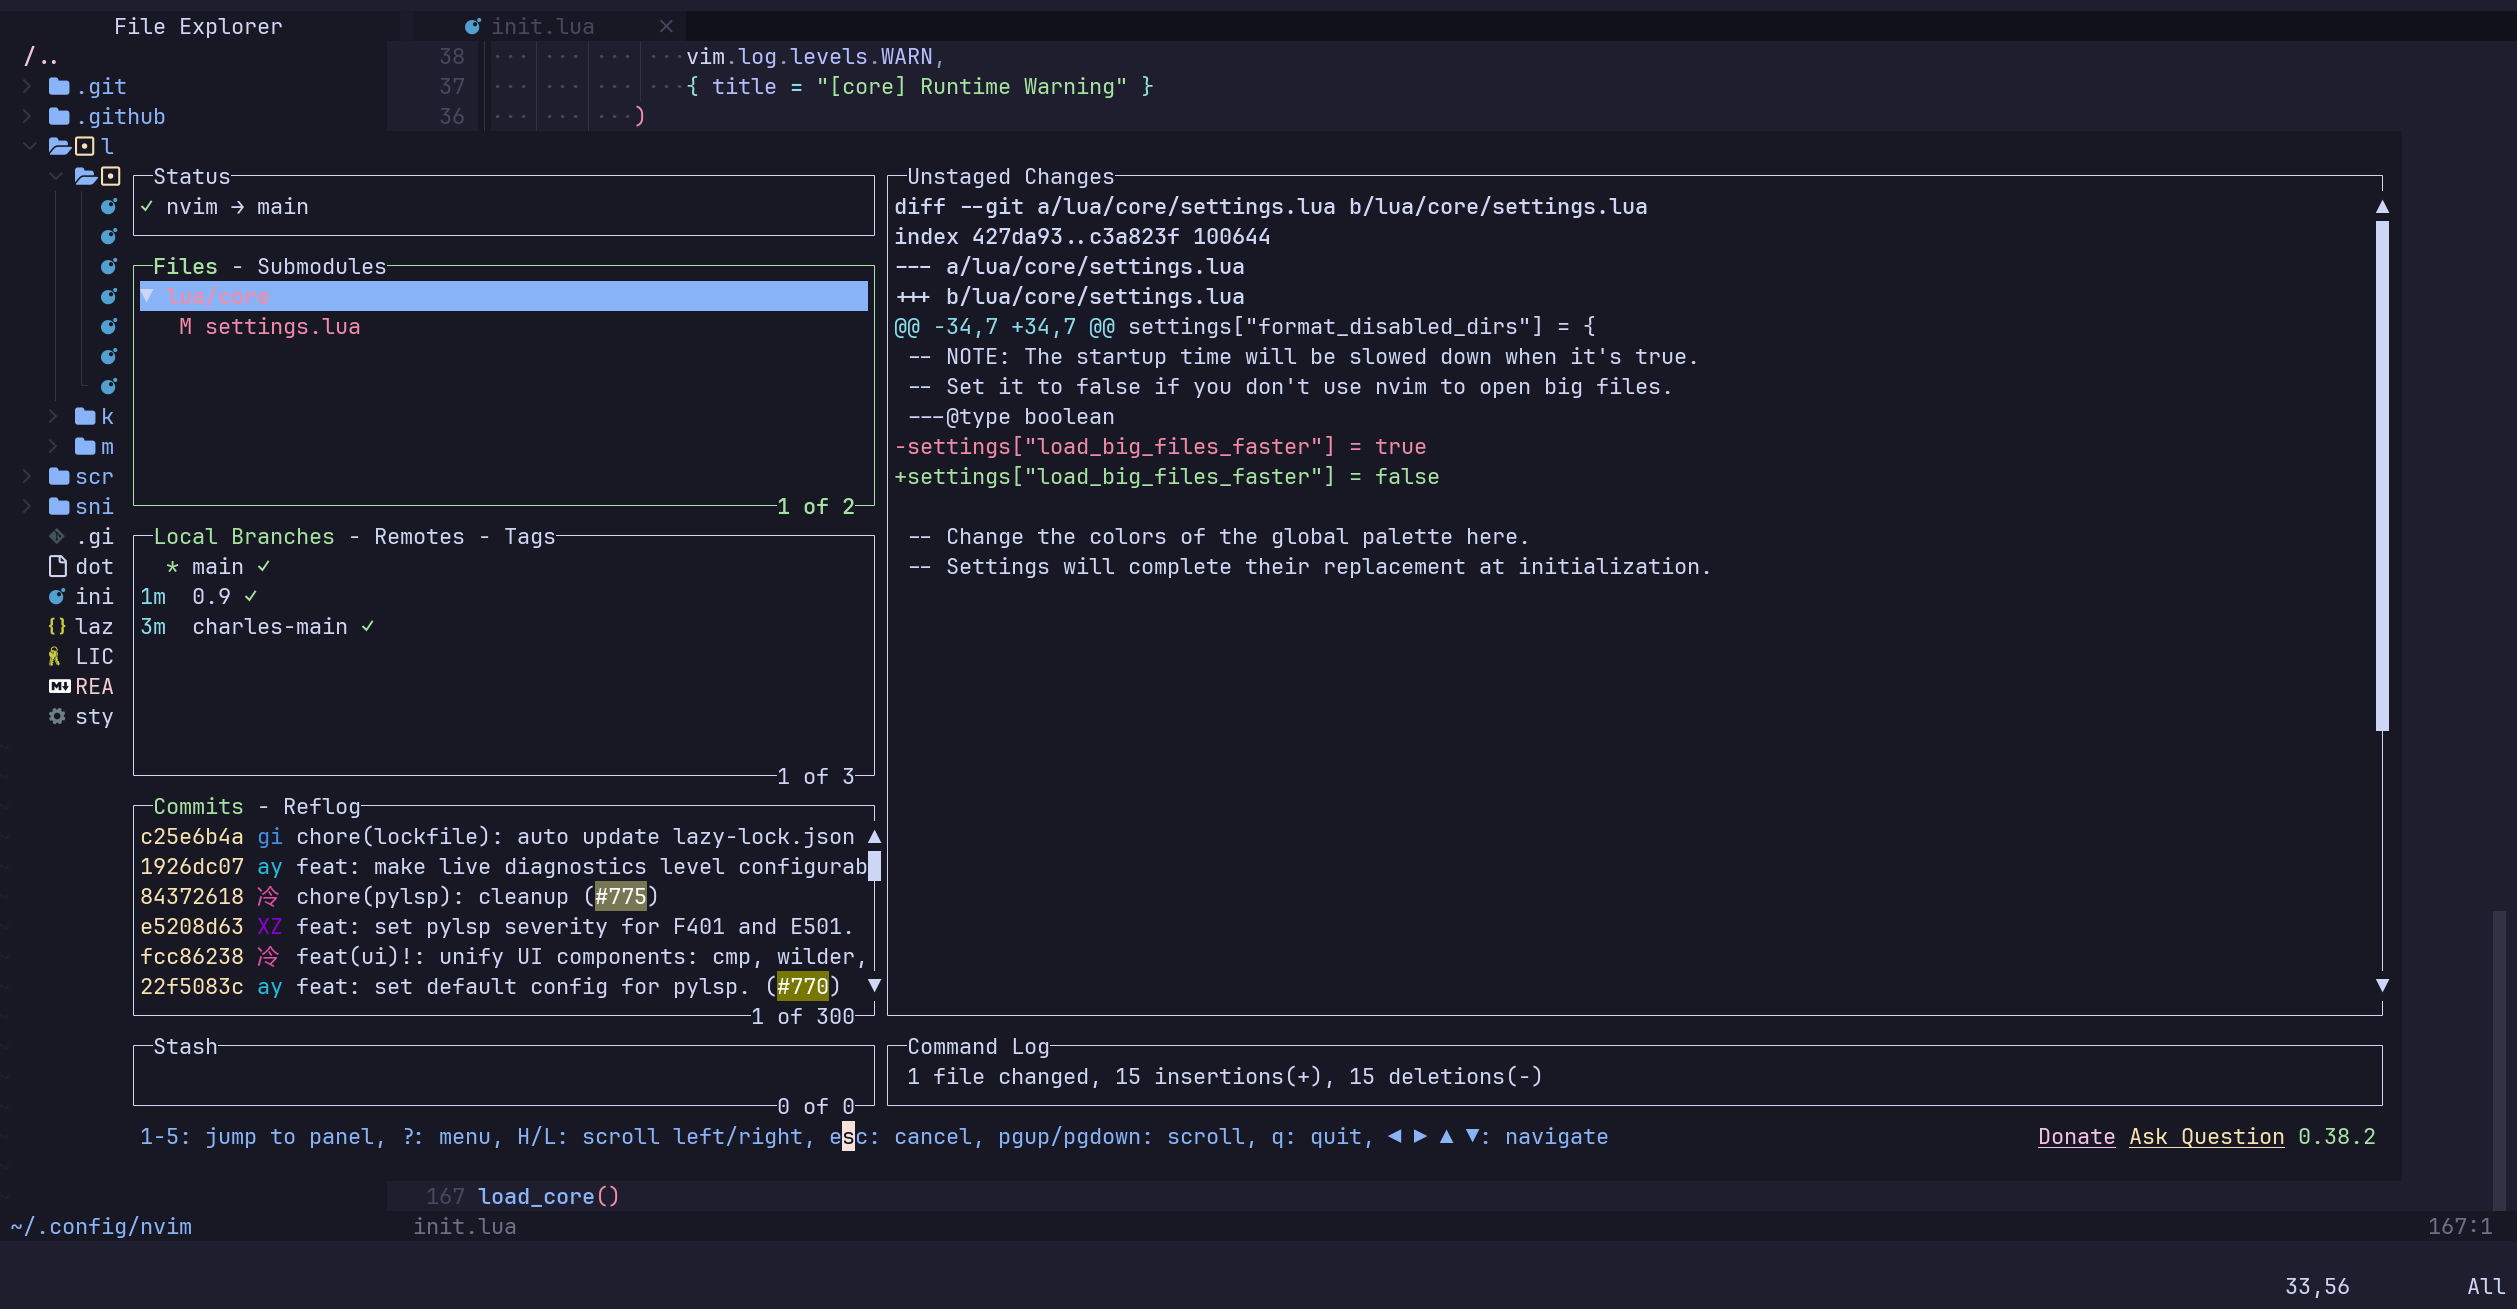 File Explorer
init.lua
/..
.git
.github
l
k
m
scr
sni
.gi
dot
ini
laz
LIC
REA
sty
38 vim.log.levels.WARN,
37 { title = "[core] Runtime Warning" }
36 )
Status
✓ nvim → main
Files - Submodules
▼ lua/core
M settings.lua
1 of 2
Local Branches - Remotes - Tags
* main ✓
1m 0.9 ✓
3m charles-main ✓
1 of 3
Commits - Reflog
c25e6b4a gi chore(lockfile): auto update lazy-lock.json
1926dc07 ay feat: make live diagnostics level configurab
84372618 冷 chore(pylsp): cleanup (#775)
e5208d63 XZ feat: set pylsp severity for F401 and E501.
fcc86238 冷 feat(ui)!: unify UI components: cmp, wilder,
22f5083c ay feat: set default config for pylsp. (#770)
1 of 300
Stash
0 of 0
Unstaged Changes
diff --git a/lua/core/settings.lua b/lua/core/settings.lua
index 427da93..c3a823f 100644
--- a/lua/core/settings.lua
+++ b/lua/core/settings.lua
@@ -34,7 +34,7 @@ settings["format_disabled_dirs"] = {
-- NOTE: The startup time will be slowed down when it's true.
-- Set it to false if you don't use nvim to open big files.
---@type boolean
-settings["load_big_files_faster"] = true
+settings["load_big_files_faster"] = false
-- Change the colors of the global palette here.
-- Settings will complete their replacement at initialization.
Command Log
1 file changed, 15 insertions(+), 15 deletions(-)
1-5: jump to panel, ?: menu, H/L: scroll left/right, esc: cancel, pgup/pgdown: scroll, q: quit, ◀ ▶ ▲ ▼: navigate
Donate Ask Question 0.38.2
167 load_core()
~/.config/nvim
init.lua
167:1
33,56 All